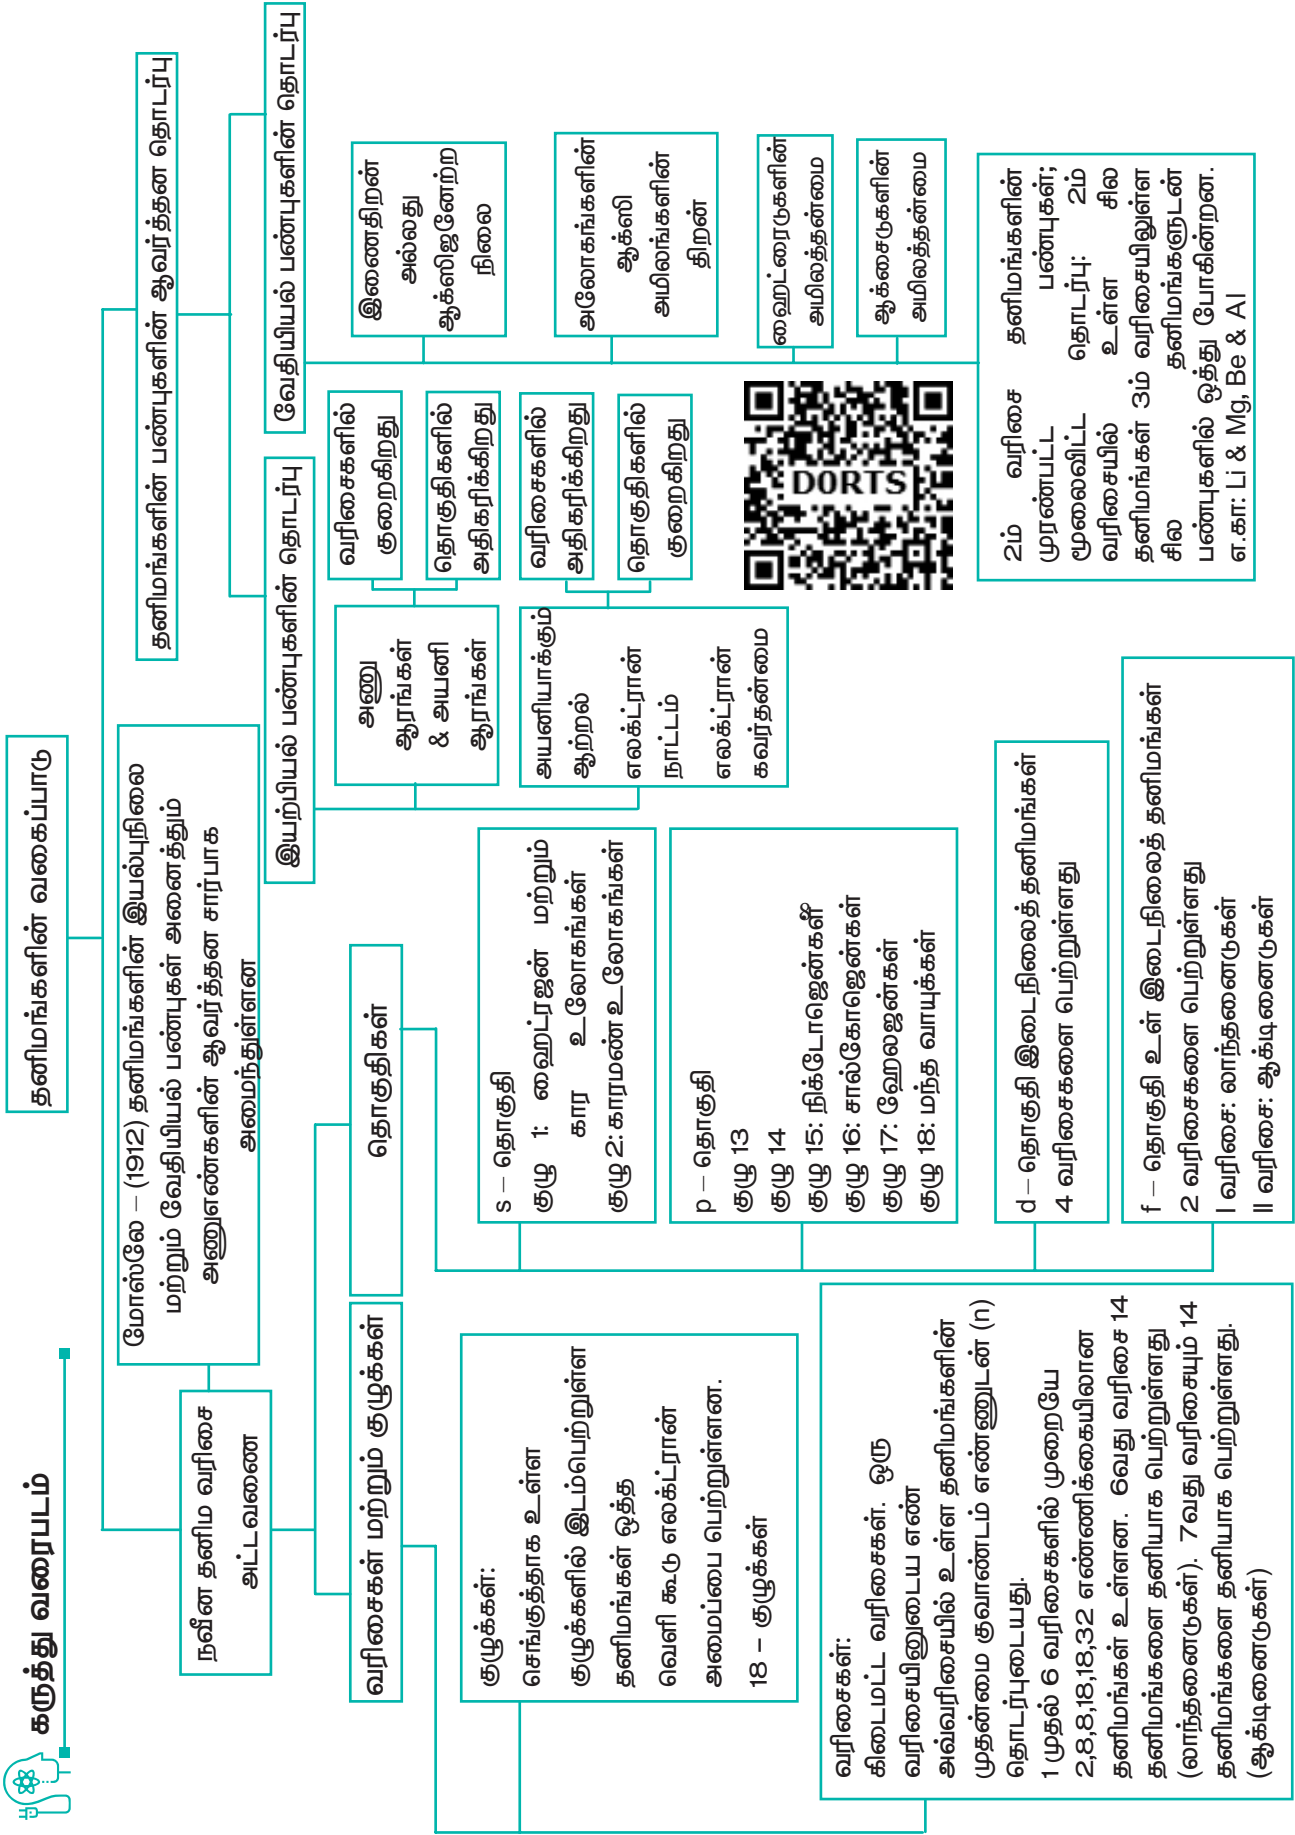 கருத்து வரைபடம்
தனிமங்களின் வகைப்பாடு
நவீன தனிம வரிசை
அட்டவணை
மோஸ்லே – (1912) தனிமங்களின் இயல்புநிலை
மற்றும் வேதியியல் பண்புகள் அனைத்தும்
அணுஎண்களின் ஆவர்த்தன சார்பாக
அமைந்துள்ளன
தனிமங்களின் பண்புகளின் ஆவர்த்தன தொடர்பு
வரிசைகள் மற்றும் குழுக்கள்
தொகுதிகள்
இயற்பியல் பண்புகளின் தொடர்பு
வேதியியல் பண்புகளின் தொடர்பு
குழுக்கள்:
செங்குத்தாக உள்ள
குழுக்களில் இடம்பெற்றுள்ள
தனிமங்கள் ஒத்த
வெளி கூடு எலக்ட்ரான்
அமைப்பை பெற்றுள்ளன.
18 – குழுக்கள்
வரிசைகள்:
கிடைமட்ட வரிசைகள். ஒரு
வரிசையினுடைய எண்
அவ்வரிசையில் உள்ள தனிமங்களின்
முதன்மை குவாண்டம் எண்ணுடன் (n)
தொடர்புடையது.
1 முதல் 6 வரிசைகளில் முறையே
2,8,8,18,18,32 எண்ணிக்கையிலான
தனிமங்கள் உள்ளன. 6வது வரிசை 14
தனிமங்களை தனியாக பெற்றுள்ளது
(லாந்தனைடுகள்). 7வது வரிசையும் 14
தனிமங்களை தனியாக பெற்றுள்ளது.
(ஆக்டினைடுகள்)
s – தொகுதி
குழு 1: ஹைட்ரஜன் மற்றும்
கார உலோகங்கள்
குழு 2: காரமண் உலோகங்கள்
p – தொகுதி
குழு 13
குழு 14
குழு 15: நிக்டோஜென்கள்
குழு 16: சால்கோஜென்கள்
குழு 17: ஹேலஜன்கள்
குழு 18: மந்த வாயுக்கள்
d – தொகுதி இடைநிலைத் தனிமங்கள்
4 வரிசைகளை பெற்றுள்ளது
f – தொகுதி உள் இடைநிலைத் தனிமங்கள்
2 வரிசைகளை பெற்றுள்ளது
I வரிசை: லாந்தனைடுகள்
II வரிசை: ஆக்டினைடுகள்
அணு
ஆரங்கள்
& அயனி
ஆரங்கள்
வரிசைகளில்
குறைகிறது
தொகுதிகளில்
அதிகரிக்கிறது
அயனியாக்கும்
ஆற்றல்
எலக்ட்ரான்
நாட்டம்
எலக்ட்ரான்
கவர்தன்மை
வரிசைகளில்
அதிகரிக்கிறது
தொகுதிகளில்
குறைகிறது
இணைதிறன்
அல்லது
ஆக்ஸிஜனேற்ற
நிலை
அலோகங்களின்
ஆக்ஸி
அமிலங்களின்
திறன்
ஹைட்ரைடுகளின்
அமிலத்தன்மை
ஆக்சைடுகளின்
அமிலத்தன்மை
2ம் வரிசை தனிமங்களின்
முரண்பட்ட பண்புகள்;
மூலைவிட்ட தொடர்பு: 2ம்
வரிசையில் உள்ள சில
தனிமங்கள் 3ம் வரிசையிலுள்ள
சில தனிமங்களுடன்
பண்புகளில் ஒத்து போகின்றன.
எ.கா: Li & Mg, Be & Al
D0RTS